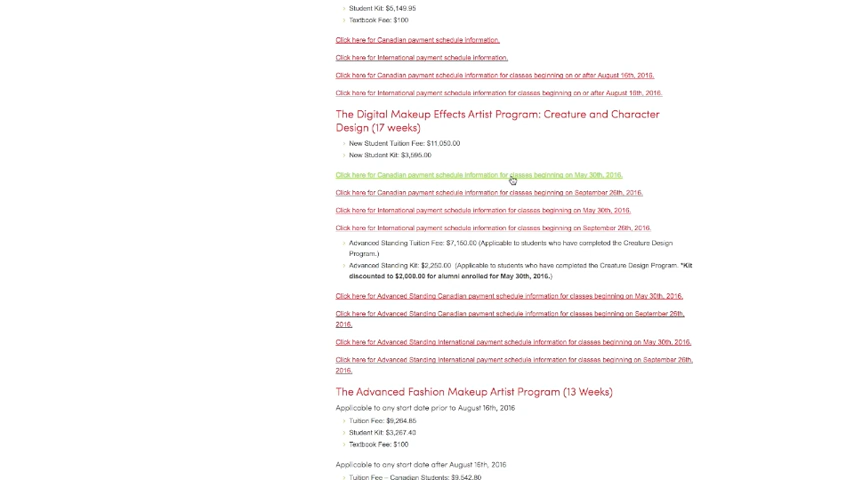 Student Kit: $5,149.95
Textbook Fee: $100
Click here for Canadian payment schedule information.
Click here for International payment schedule information.
Click here for Canadian payment schedule information for classes beginning on or after August 16th, 2016.
Click here for International payment schedule information for classes beginning on or after August 16th, 2016.
The Digital Makeup Effects Artist Program: Creature and Character
Design (17 weeks)
New Student Tuition Fee: $11,050.00
New Student Kit: $3,595.00
Click here for Canadian payment schedule information for classes beginning on May 30th, 2016.
Click here for Canadian payment schedule information for classes beginning on September 26th, 2016.
Click here for International payment schedule information for classes beginning on May 30th, 2016.
Click here for International payment schedule information for classes beginning on September 26th, 2016.
Advanced Standing Tuition Fee: $7,150.00 (Applicable to students who have completed the Creature Design
Program.)
Advanced Standing Kit: $2,250.00 (Applicable to students who have completed the Creature Design Program. *Kit
discounted to $2,000.00 for alumni enrolled for May 30th, 2016.)
Click here for Advanced Standing Canadian payment schedule information for classes beginning on May 30th, 2016.
Click here for Advanced Standing Canadian payment schedule information for classes beginning on September 26th,
2016.
Click here for Advanced Standing International payment schedule information for classes beginning on May 30th, 2016.
Click here for Advanced Standing International payment schedule information for classes beginning on September 26th,
2016.
The Advanced Fashion Makeup Artist Program (13 Weeks)
Applicable to any start date prior to August 16th, 2016
Tuition Fee: $9,264.85
Student Kit: $3,267.40
Textbook Fee: $100
Applicable to any start date after August 16th, 2016
Tuition Fee – Canadian Students: $9,542.80